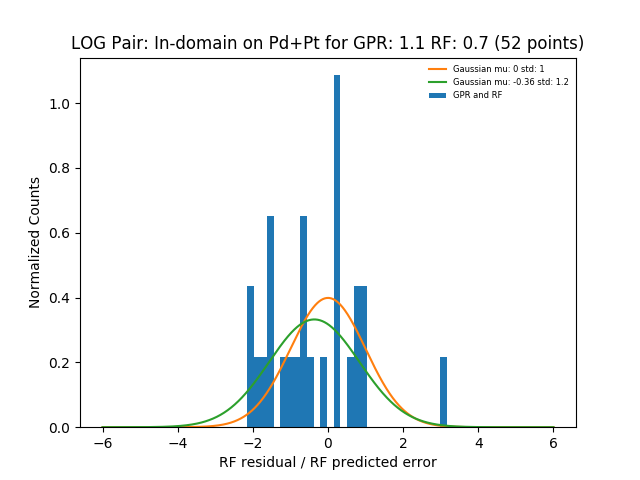 LOG Pair: In-domain on Pd+Pt for GPR: 1.1 RF: 0.7 (52 points)
Gaussian mu: 0 std: 1
Gaussian mu: -0.36 std: 1.2
GPR and RF
Normalized Counts
1.0
0.8
0.6
0.4
0.2
0.0
−6 −4 −2 0 2 4 6
RF residual / RF predicted error